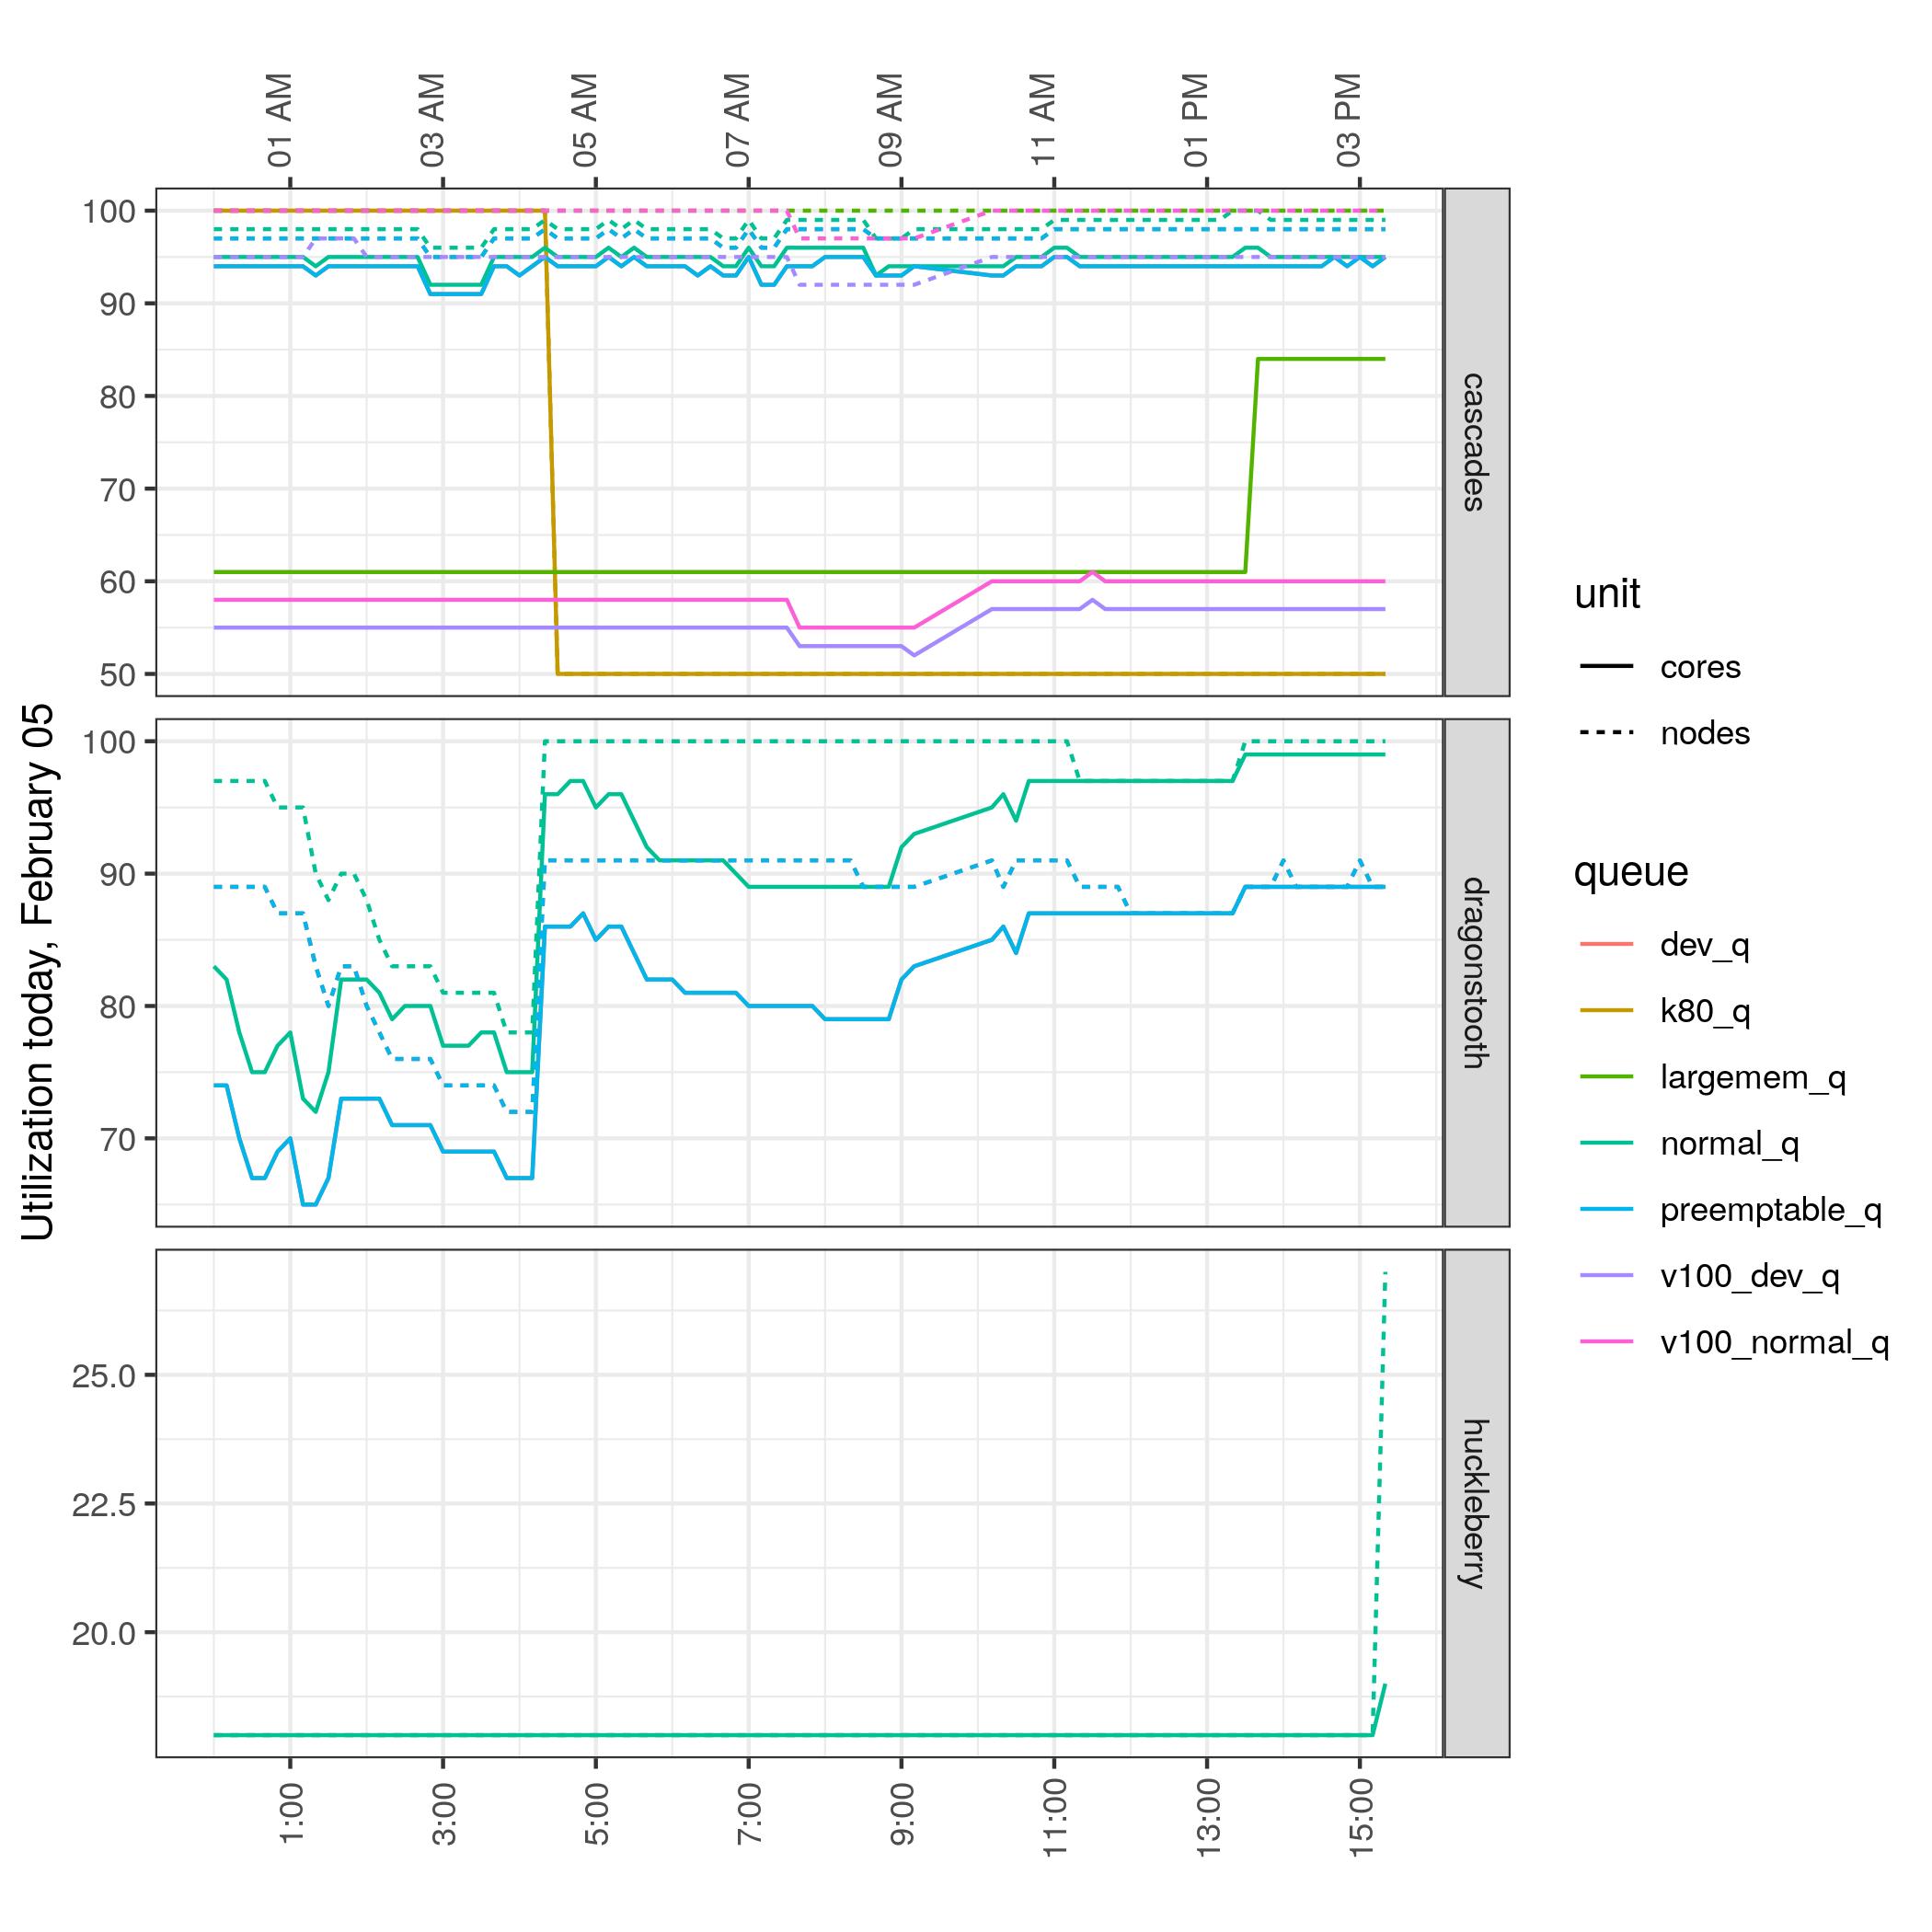 01 AM
03 AM
05 AM
07 AM
09 AM
11 AM
01 PM
03 PM
Utilization today, February 05
100
90
80
70
60
50
cascades
100
90
80
70
dragonstooth
25.0
22.5
20.0
huckleberry
1:00
3:00
5:00
7:00
9:00
11:00
13:00
15:00
unit
cores
nodes
queue
dev_q
k80_q
largemem_q
normal_q
preemptable_q
v100_dev_q
v100_normal_q